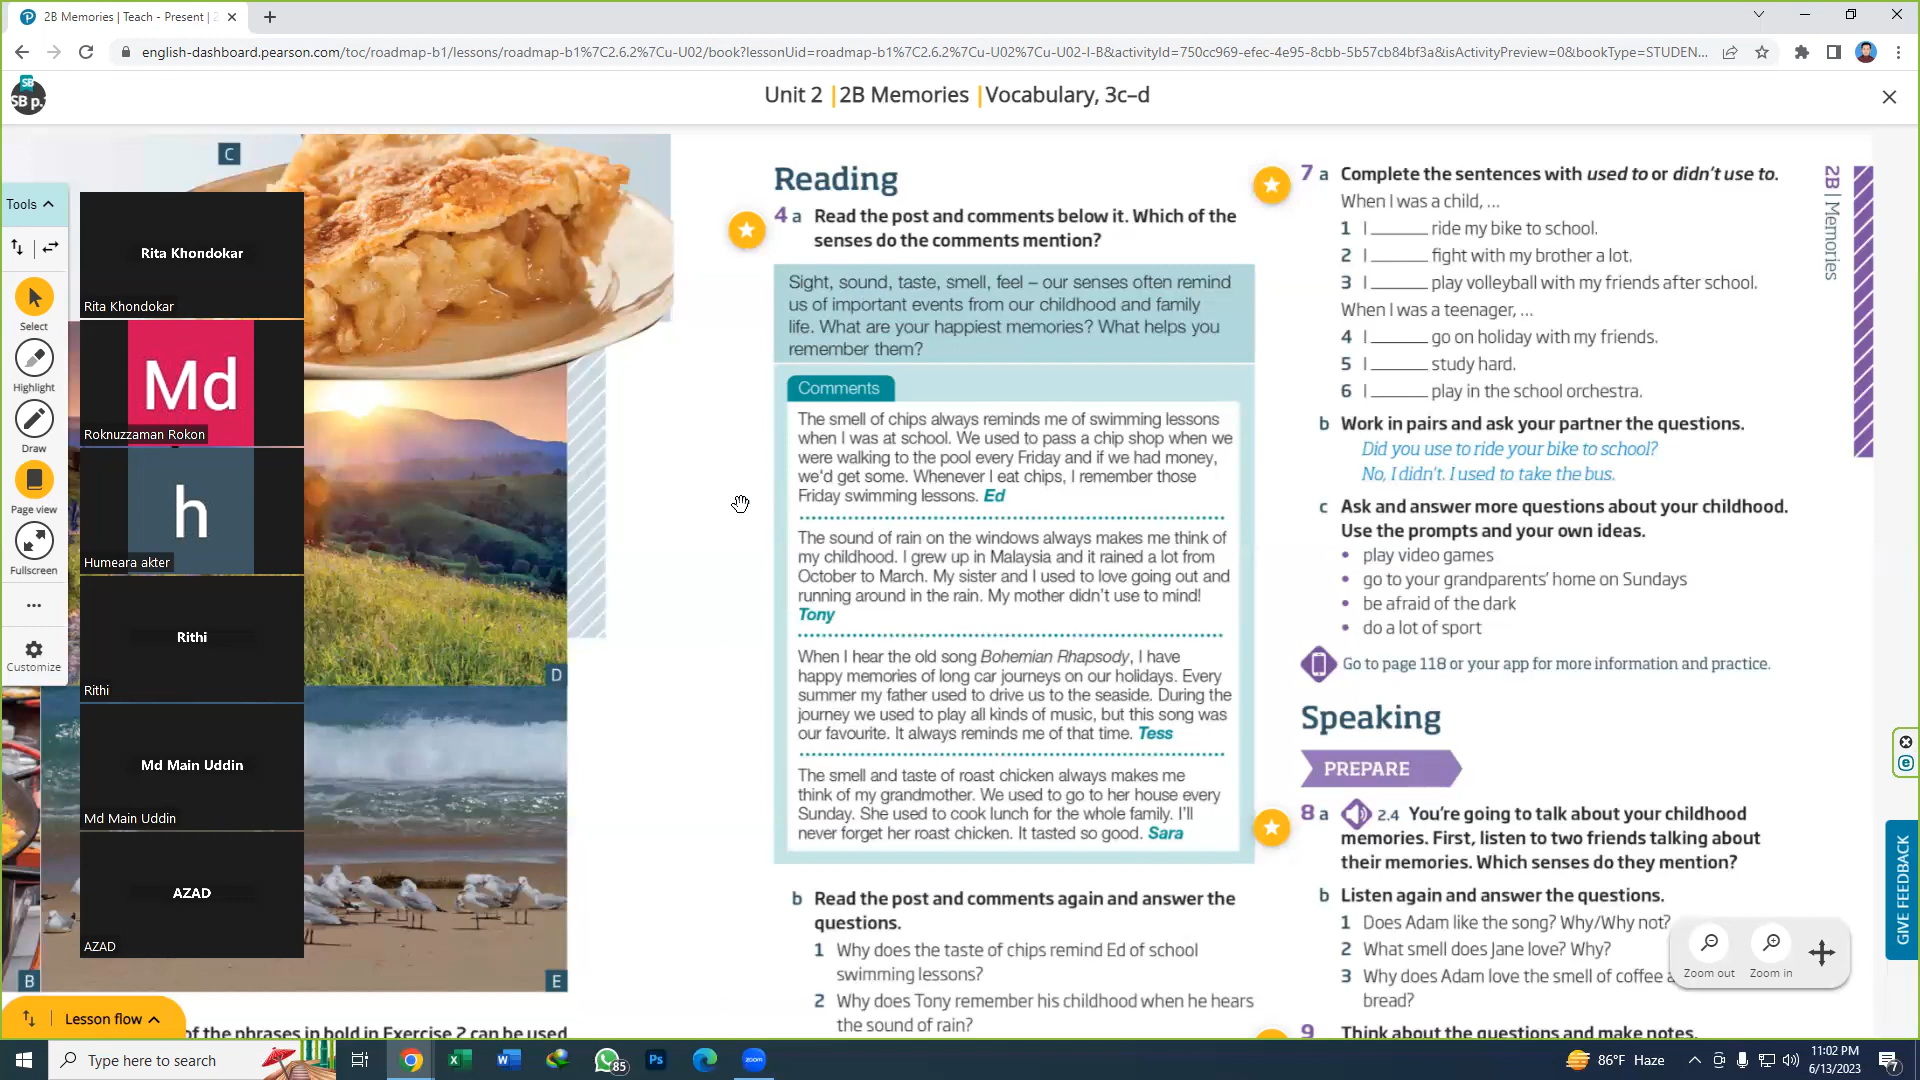 2B Memories | Teach - Present | 2
english-dashboard.pearson.com/toc/roadmap-b1/lessons/roadmap-b1%7C2.6.2%7Cu-U02/book?lessonUid=roadmap-b1%7C2.6.2%7Cu-U02%7Cu-U02-I-B&activityId=750cc969-efec-4e95-8cbb-5b57cb84bf3a&isActivityPreview=0&bookType=STUDEN...
SB
SB p.
Unit 2 | 2B Memories | Vocabulary, 3c–d
Tools
Select
Highlight
Draw
Page view
Fullscreen
Customize
Rita Khondokar
Rita Khondokar
Md
Roknuzzaman Rokon
h
Humeara akter
Rithi
Rithi
Md Main Uddin
Md Main Uddin
AZAD
AZAD
C
D
B
E
Lesson flow
of the phrases in bold in Exercise 2 can be used
Reading
4 a Read the post and comments below it. Which of the
senses do the comments mention?
Sight, sound, taste, smell, feel – our senses often remind
us of important events from our childhood and family
life. What are your happiest memories? What helps you
remember them?
Comments
The smell of chips always reminds me of swimming lessons
when I was at school. We used to pass a chip shop when we
were walking to the pool every Friday and if we had money,
we'd get some. Whenever I eat chips, I remember those
Friday swimming lessons. Ed
The sound of rain on the windows always makes me think of
my childhood. I grew up in Malaysia and it rained a lot from
October to March. My sister and I used to love going out and
running around in the rain. My mother didn't use to mind!
Tony
When I hear the old song Bohemian Rhapsody, I have
happy memories of long car journeys on our holidays. Every
summer my father used to drive us to the seaside. During the
journey we used to play all kinds of music, but this song was
our favourite. It always reminds me of that time. Tess
The smell and taste of roast chicken always makes me
think of my grandmother. We used to go to her house every
Sunday. She used to cook lunch for the whole family. I'll
never forget her roast chicken. It tasted so good. Sara
b Read the post and comments again and answer the
questions.
1 Why does the taste of chips remind Ed of school
swimming lessons?
2 Why does Tony remember his childhood when he hears
the sound of rain?
7 a Complete the sentences with used to or didn't use to.
When I was a child, ...
1 I ______ ride my bike to school.
2 I ______ fight with my brother a lot.
3 I ______ play volleyball with my friends after school.
When I was a teenager, ...
4 I ______ go on holiday with my friends.
5 I ______ study hard.
6 I ______ play in the school orchestra.
b Work in pairs and ask your partner the questions.
Did you use to ride your bike to school?
No, I didn't. I used to take the bus.
c Ask and answer more questions about your childhood.
Use the prompts and your own ideas.
• play video games
• go to your grandparents' home on Sundays
• be afraid of the dark
• do a lot of sport
Go to page 118 or your app for more information and practice.
Speaking
PREPARE
8 a 2.4 You're going to talk about your childhood
memories. First, listen to two friends talking about
their memories. Which senses do they mention?
b Listen again and answer the questions.
1 Does Adam like the song? Why/Why not?
2 What smell does Jane love? Why?
3 Why does Adam love the smell of coffee
bread?
9 Think about the questions and make notes.
2B | Memories
Zoom out
Zoom in
GIVE FEEDBACK
Type here to search
85
zoom
86°F Haze
11:02 PM
6/13/2023
7